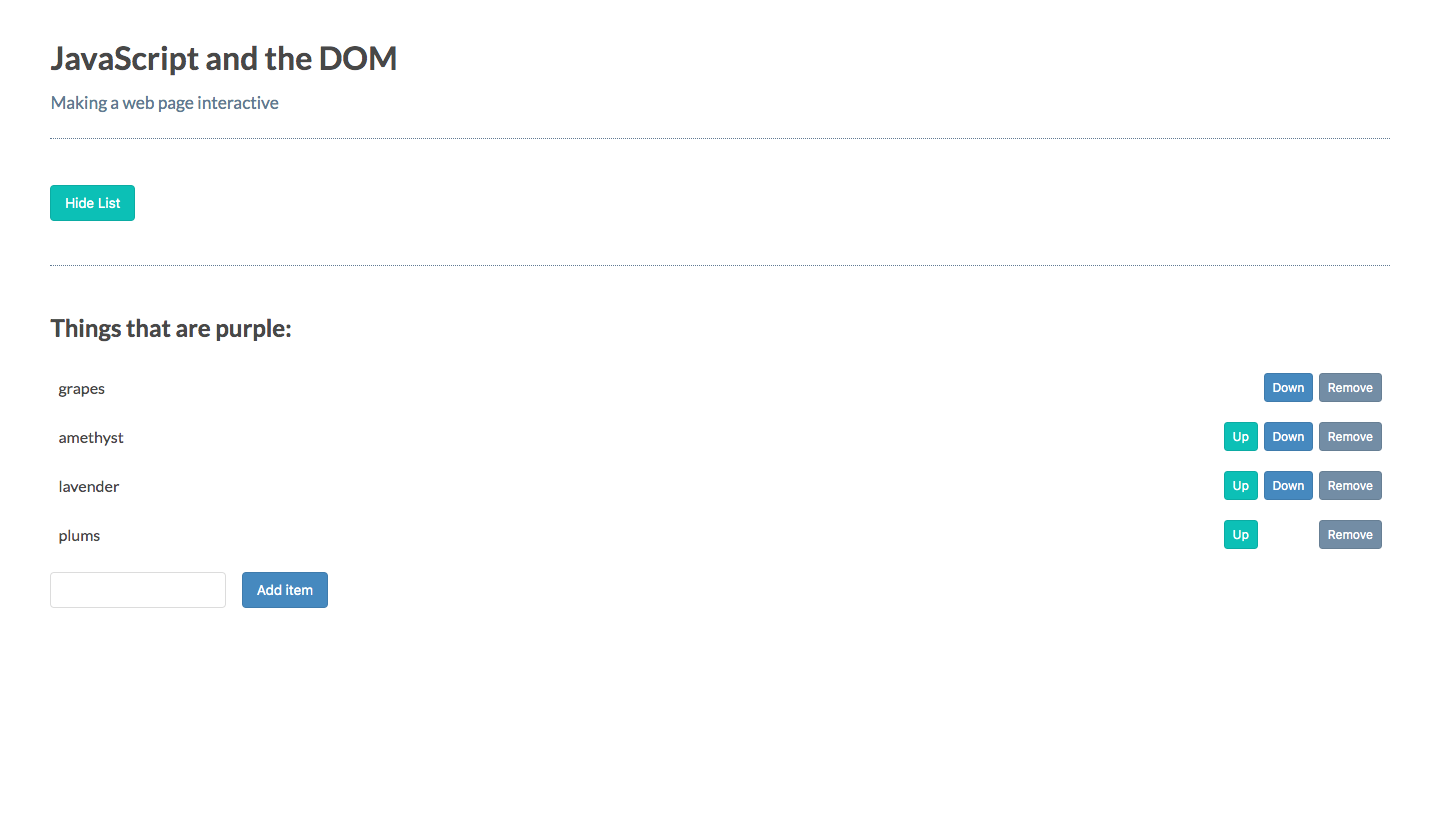 JavaScript and the DOM
Making a web page interactive
Hide List
Things that are purple:
grapes Down Remove
amethyst Up Down Remove
lavender Up Down Remove
plums Up Remove
Add item